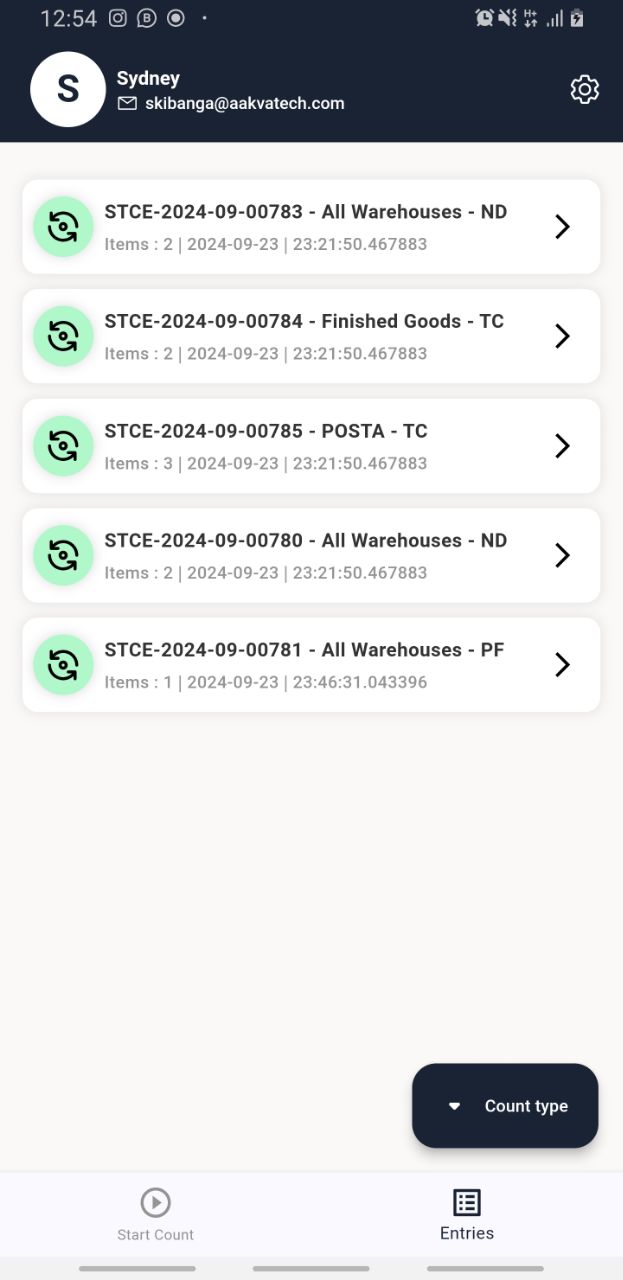 12:54
S
Sydney
skibanga@aakvatech.com
STCE-2024-09-00783 - All Warehouses - ND
Items : 2 | 2024-09-23 | 23:21:50.467883
STCE-2024-09-00784 - Finished Goods - TC
Items : 2 | 2024-09-23 | 23:21:50.467883
STCE-2024-09-00785 - POSTA - TC
Items : 3 | 2024-09-23 | 23:21:50.467883
STCE-2024-09-00780 - All Warehouses - ND
Items : 2 | 2024-09-23 | 23:21:50.467883
STCE-2024-09-00781 - All Warehouses - PF
Items : 1 | 2024-09-23 | 23:46:31.043396
Count type
Start Count
Entries